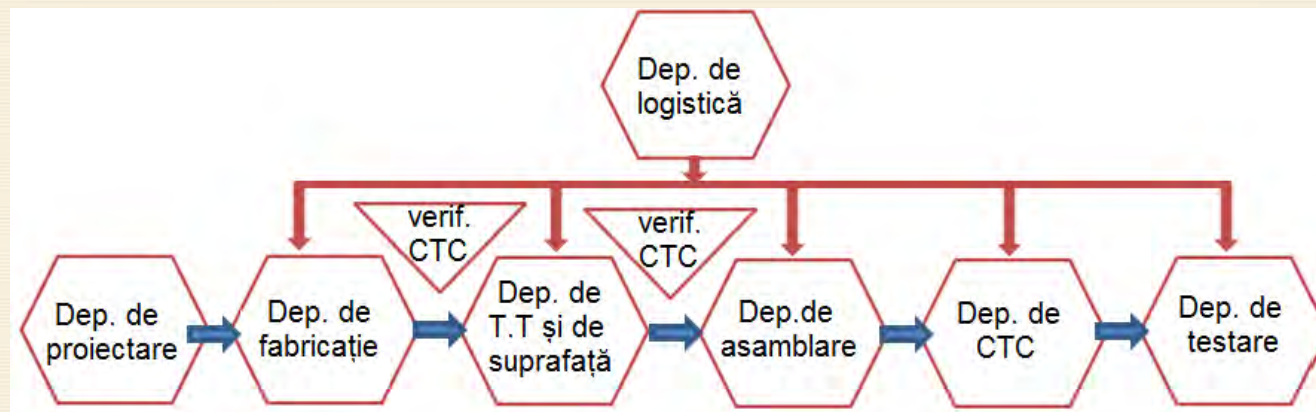 Dep. de
logistică
verif.
CTC
verif.
CTC
Dep. de
proiectare
Dep. de
fabricație
Dep. de
T.T și de
suprafață
Dep.de
asamblare
Dep. de
CTC
Dep. de
testare